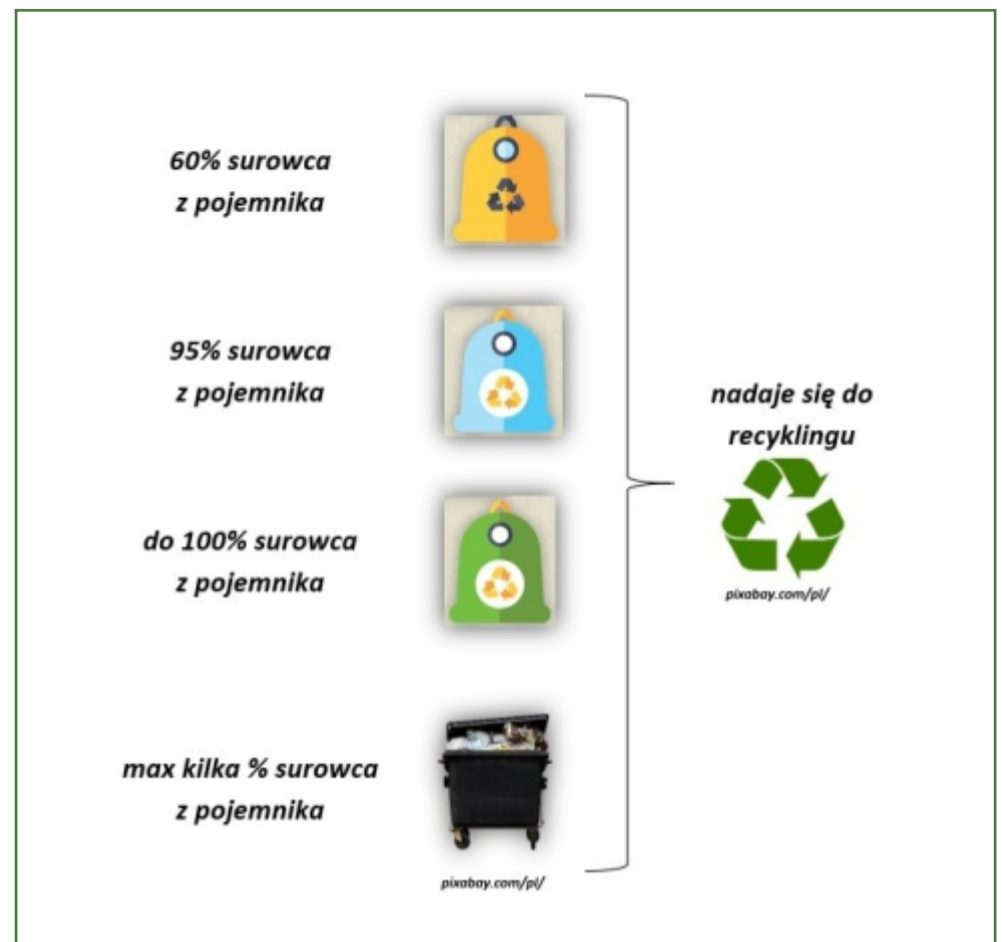 60% surowca
z pojemnika
95% surowca
z pojemnika
do 100% surowca
z pojemnika
max kilka % surowca
z pojemnika
pixabay.com/pl/
nadaje się do
recyklingu
pixabay.com/pl/